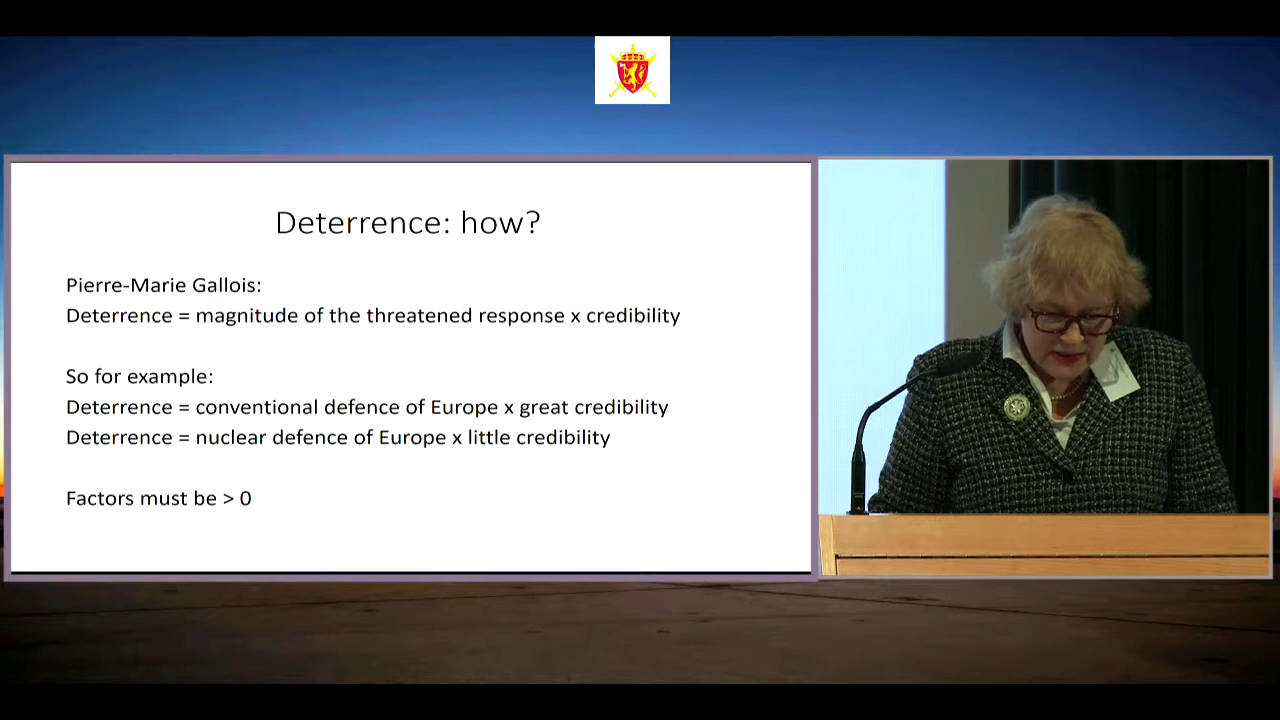 Deterrence: how?
Pierre-Marie Gallois:
Deterrence = magnitude of the threatened response x credibility
So for example:
Deterrence = conventional defence of Europe x great credibility
Deterrence = nuclear defence of Europe x little credibility
Factors must be > 0